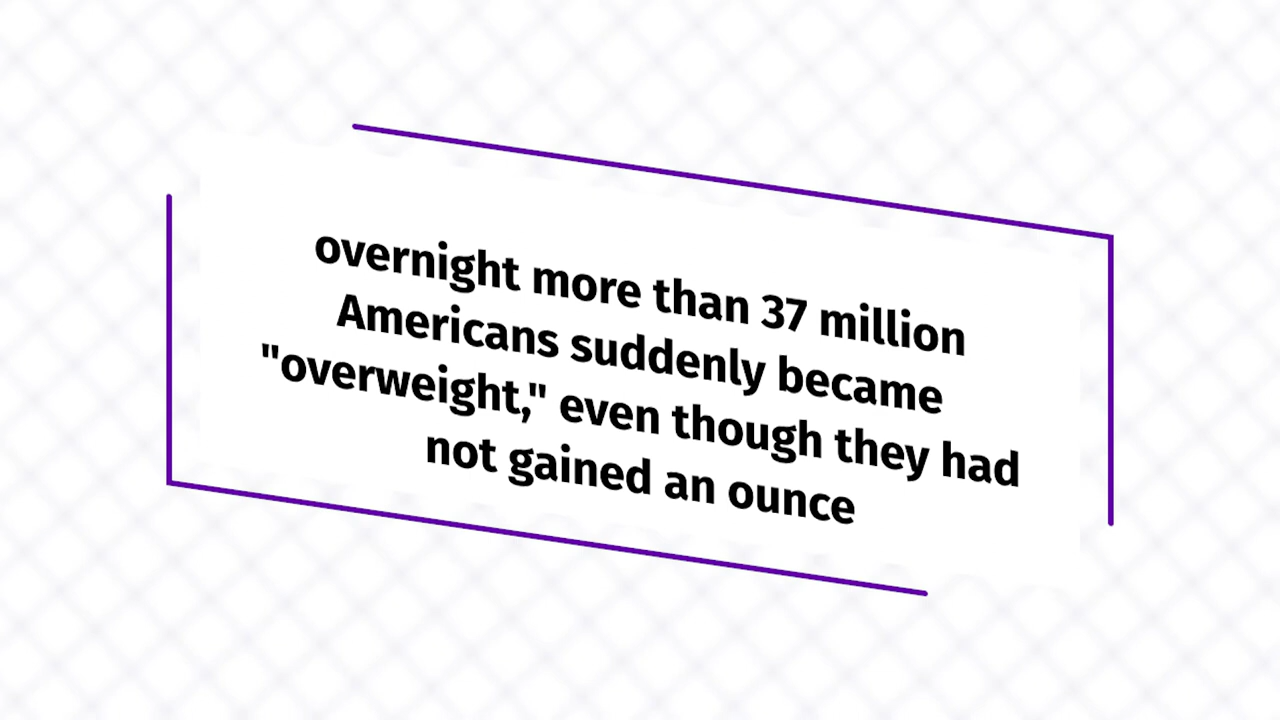 overnight more than 37 million
Americans suddenly became
"overweight," even though they had
not gained an ounce